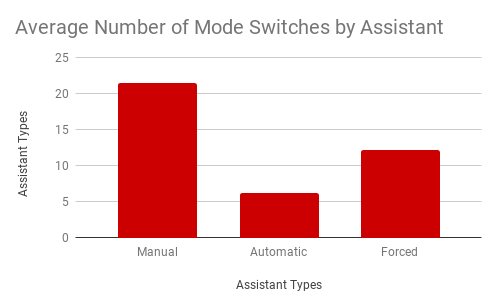 Average Number of Mode Switches by Assistant
25
20
15
10
5
0
Assistant Types
Manual
Automatic
Forced
Assistant Types